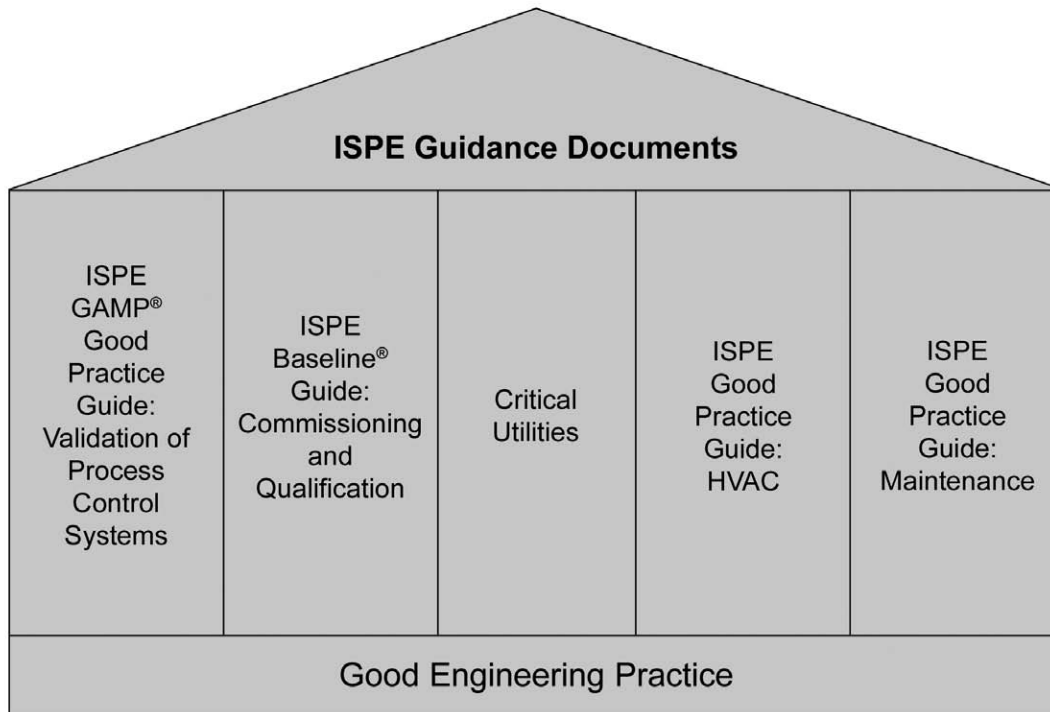 ISPE Guidance Documents
ISPE
GAMP®
Good
Practice
Guide:
Validation of
Process
Control
Systems
ISPE
Baseline®
Guide:
Commissioning
and
Qualification
Critical
Utilities
ISPE
Good
Practice
Guide:
HVAC
ISPE
Good
Practice
Guide:
Maintenance
Good Engineering Practice